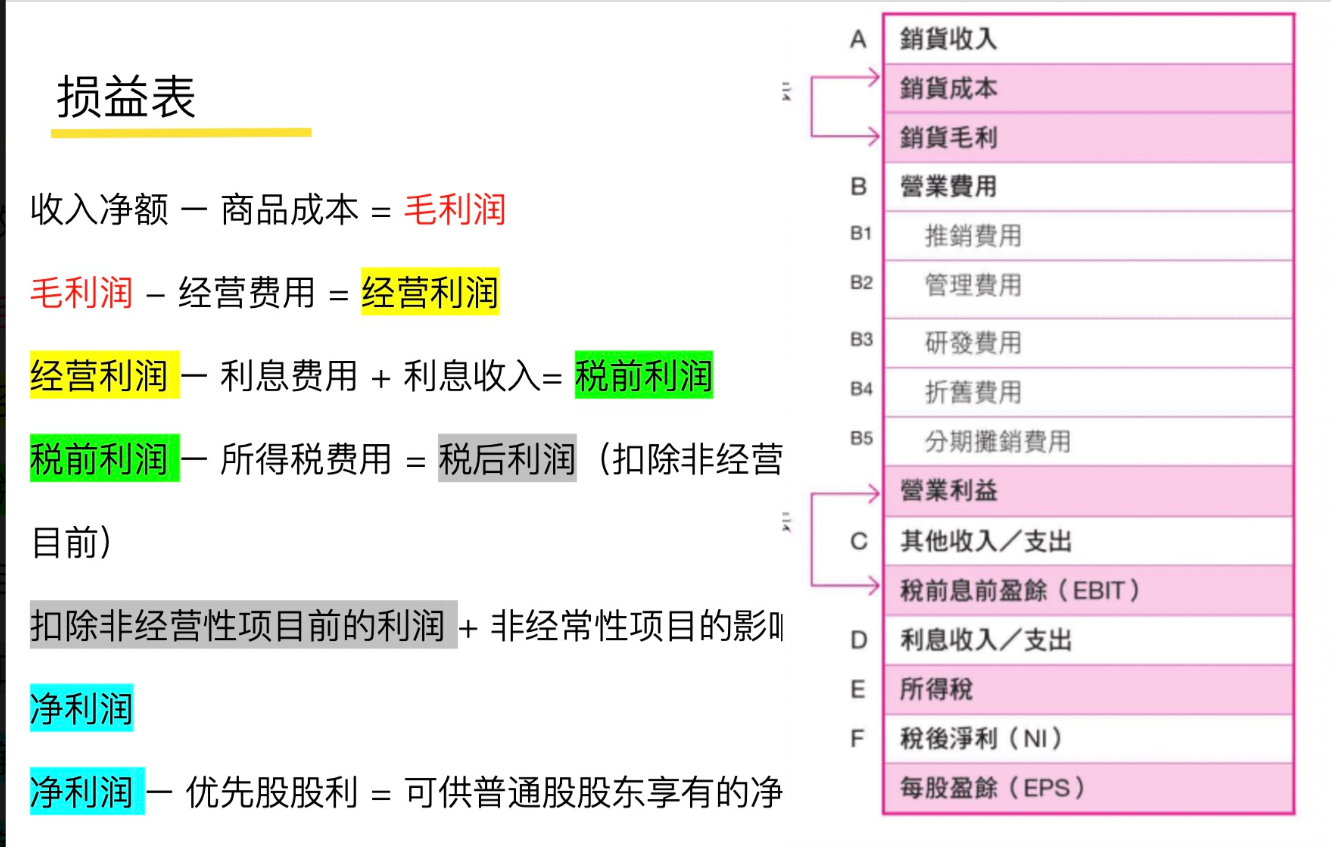 损益表
收入净额 — 商品成本 = 毛利润
毛利润 – 经营费用 = 经营利润
经营利润 — 利息费用 + 利息收入= 税前利润
税前利润 — 所得税费用 = 税后利润（扣除非经营
目前）
扣除非经营性项目前的利润 + 非经常性项目的影
净利润
净利润 — 优先股股利 = 可供普通股股东享有的净
A 銷貨收入
銷貨成本
銷貨毛利
B 營業費用
B1 推銷費用
B2 管理費用
B3 研發費用
B4 折舊費用
B5 分期攤銷費用
營業利益
C 其他收入／支出
稅前息前盈餘（EBIT）
D 利息收入／支出
E 所得稅
F 稅後淨利（NI）
每股盈餘（EPS）